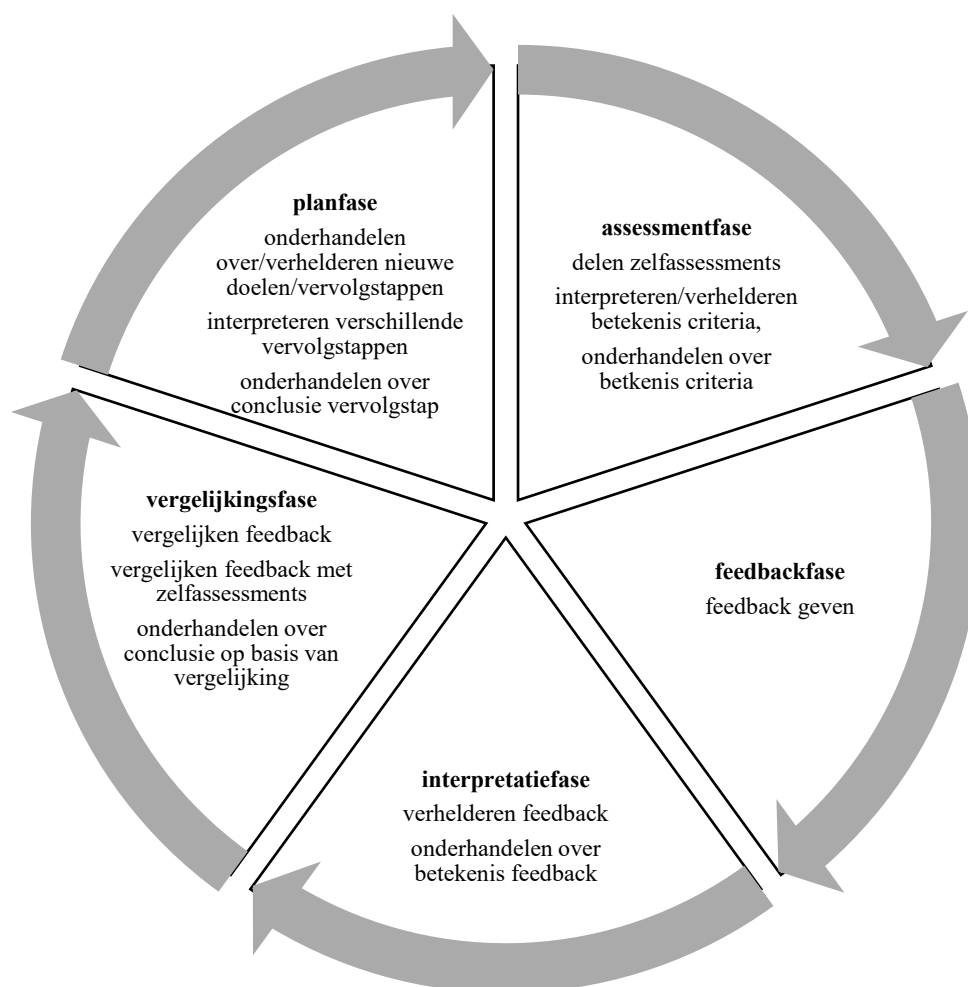 planfase
onderhandelen
over/verhelderen nieuwe
doelen/vervolgstappen
interpreteren verschillende
vervolgstappen
onderhandelen over
conclusie vervolgstap
assessmentfase
delen zelfassessments
interpreteren/verhelderen
betekenis criteria,
onderhandelen over
betkenis criteria
feedbackfase
feedback geven
interpretatiefase
verhelderen feedback
onderhandelen over
betekenis feedback
vergelijkingsfase
vergelijken feedback
vergelijken feedback met
zelfassessments
onderhandelen over
conclusie op basis van
vergelijking